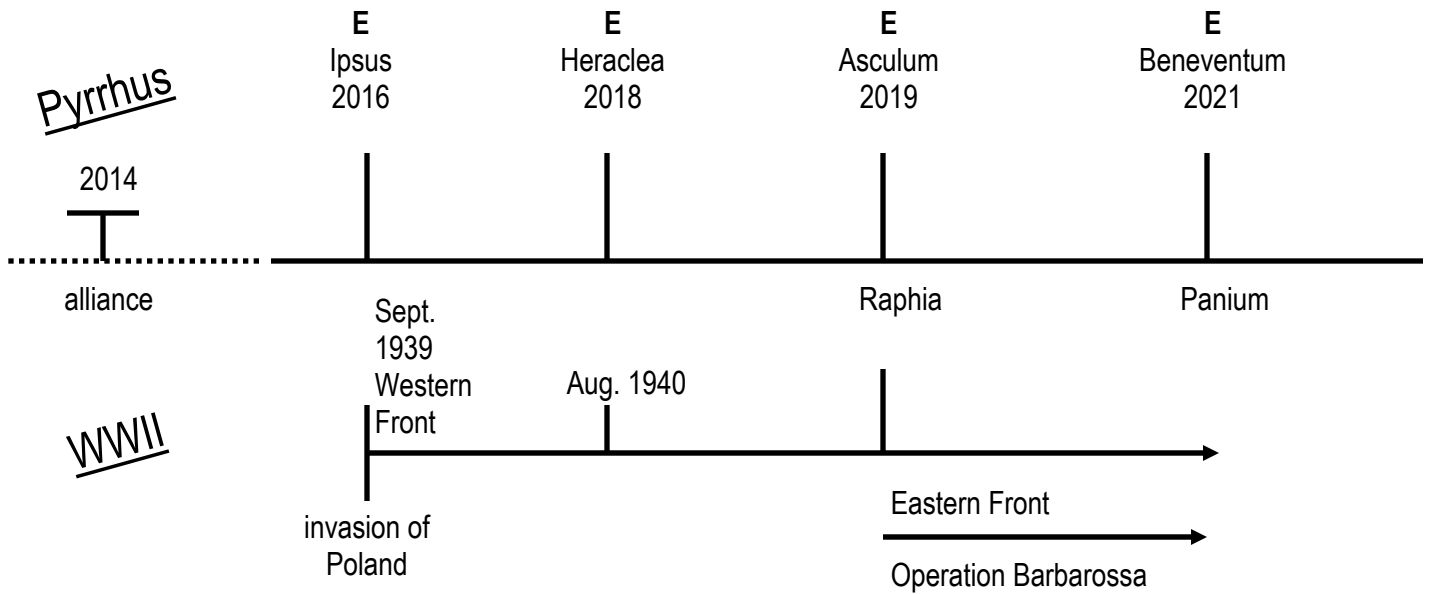 Pyrrhus
2014
alliance
E
Ipsus
2016
E
Heraclea
2018
E
Asculum
2019
E
Beneventum
2021
Raphia
Panium
WWII
Sept.
1939
Western
Front
Aug. 1940
invasion of
Poland
Eastern Front
Operation Barbarossa